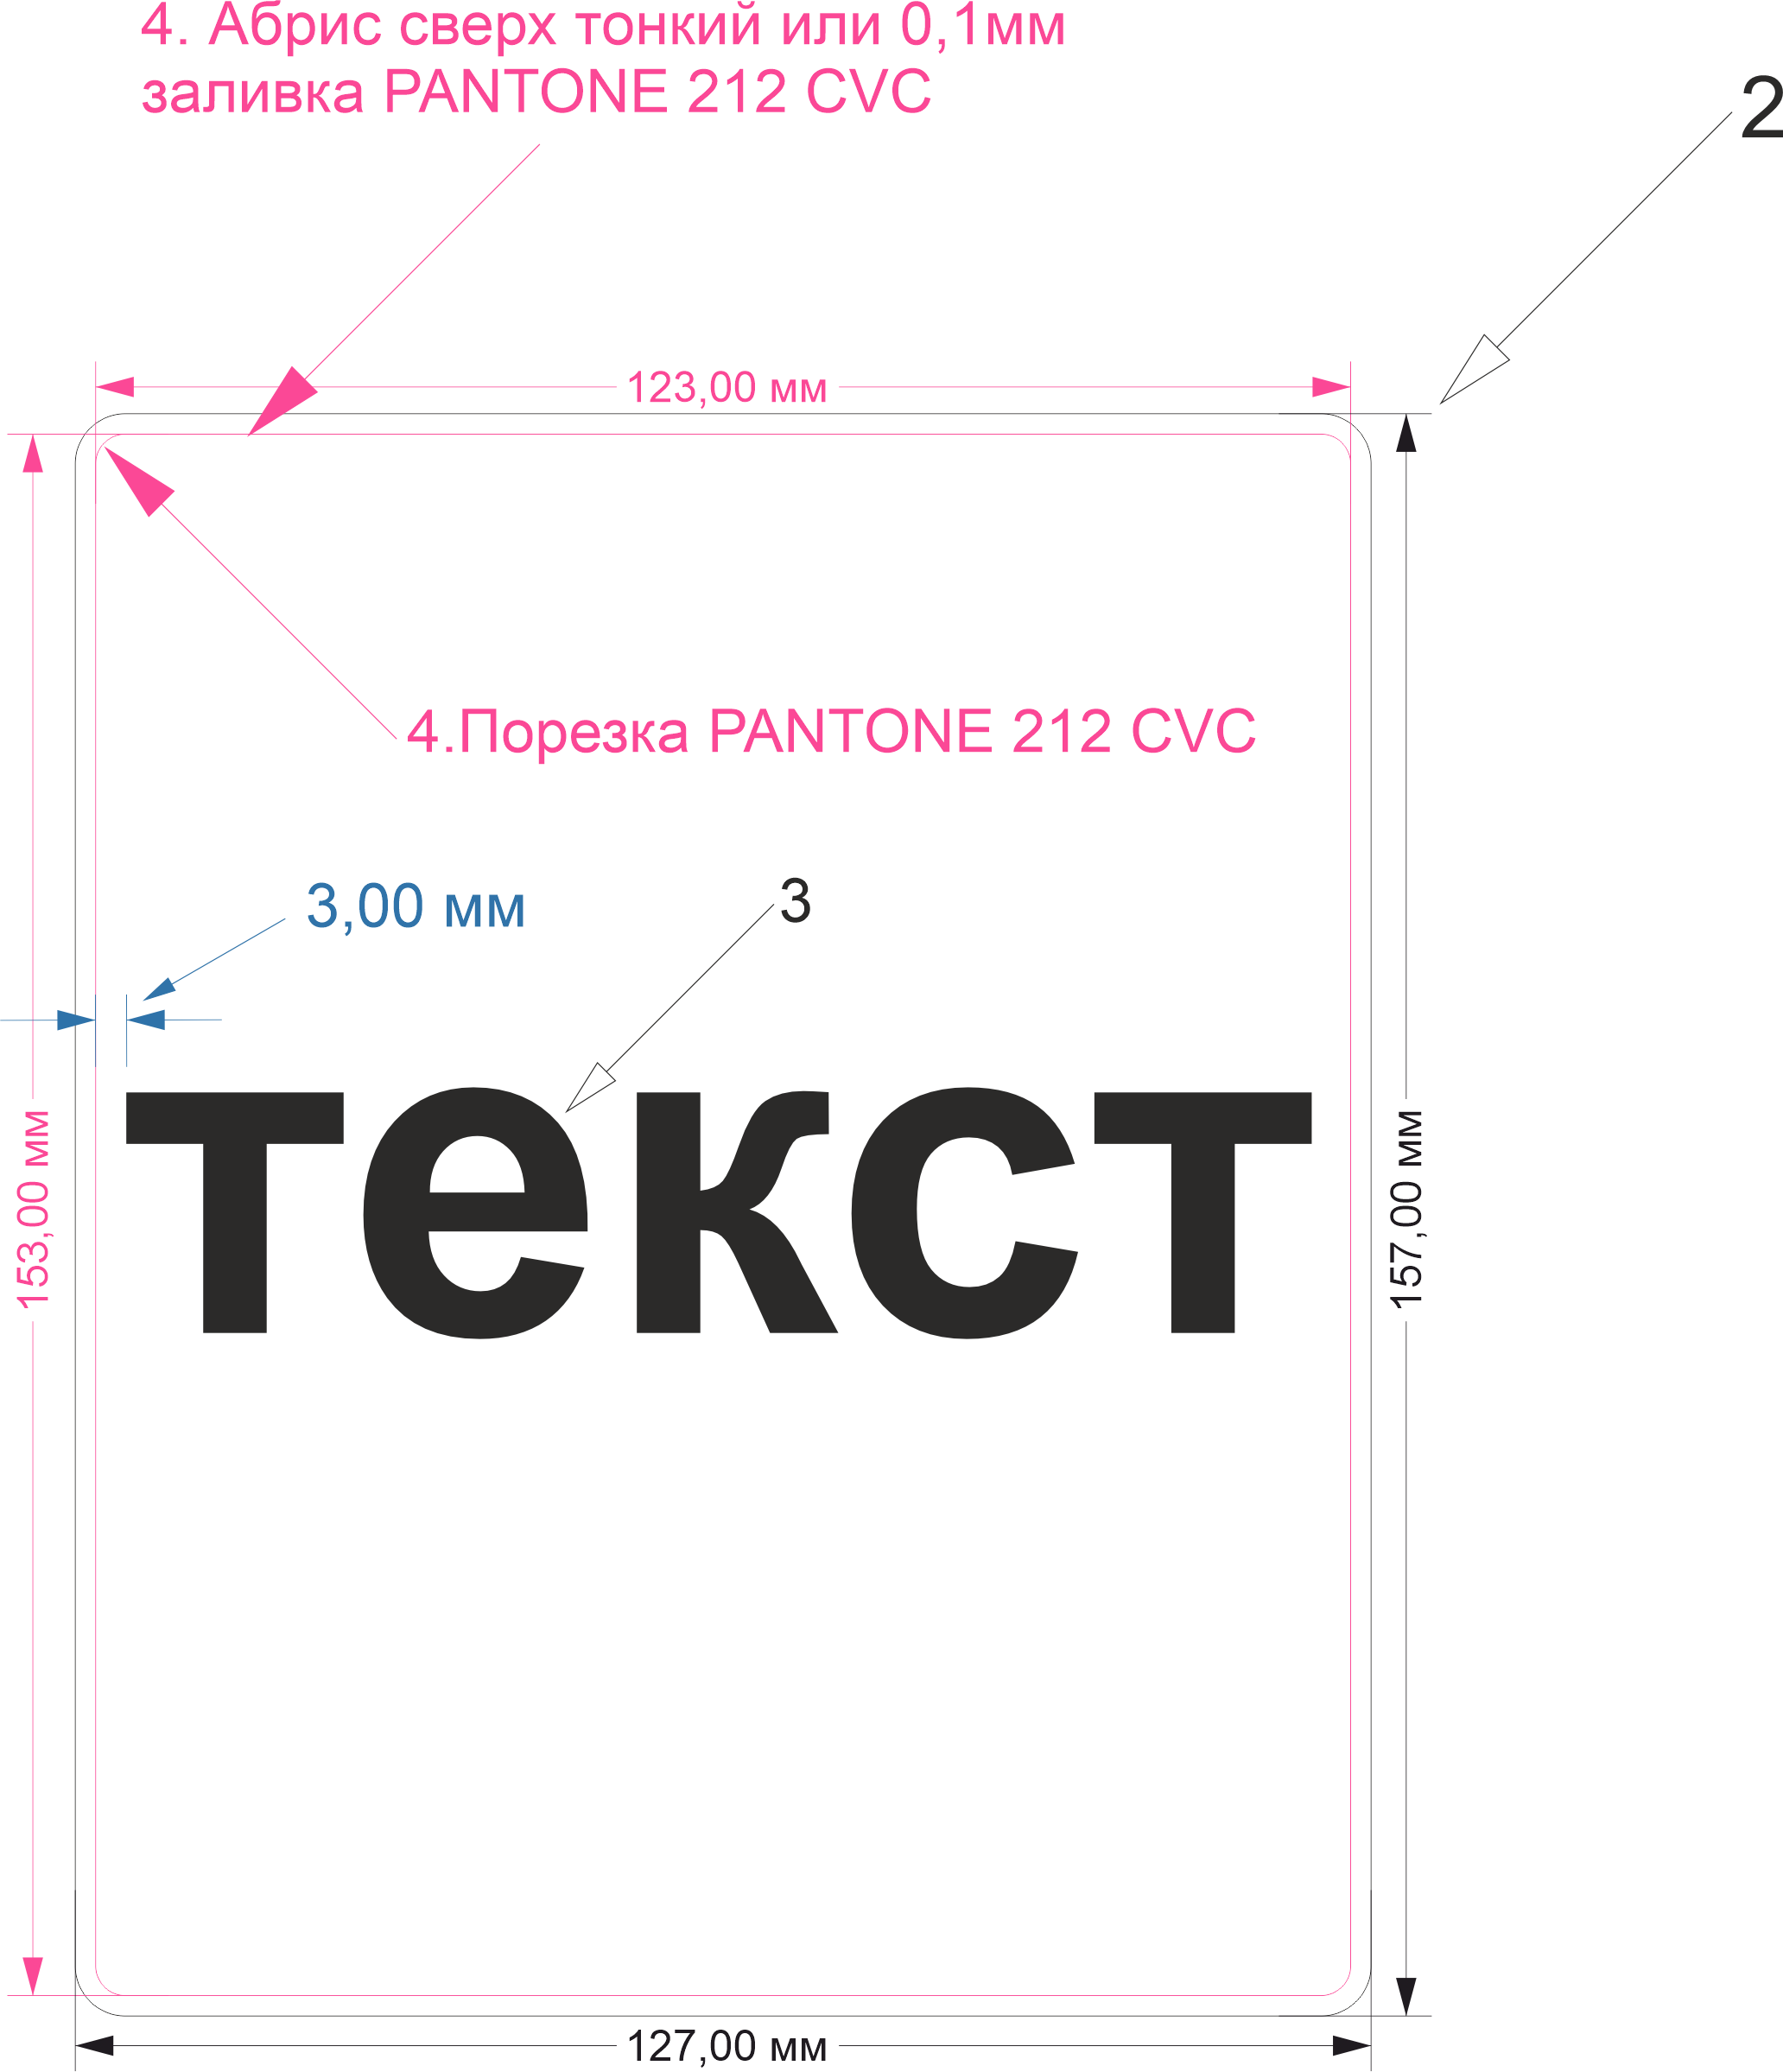 4. Абрис сверх тонкий или 0,1мм
заливка PANTONE 212 CVC
2
123,00 мм
4.Порезка PANTONE 212 CVC
3,00 мм
3
текст
153,00 мм
157,00 мм
127,00 мм